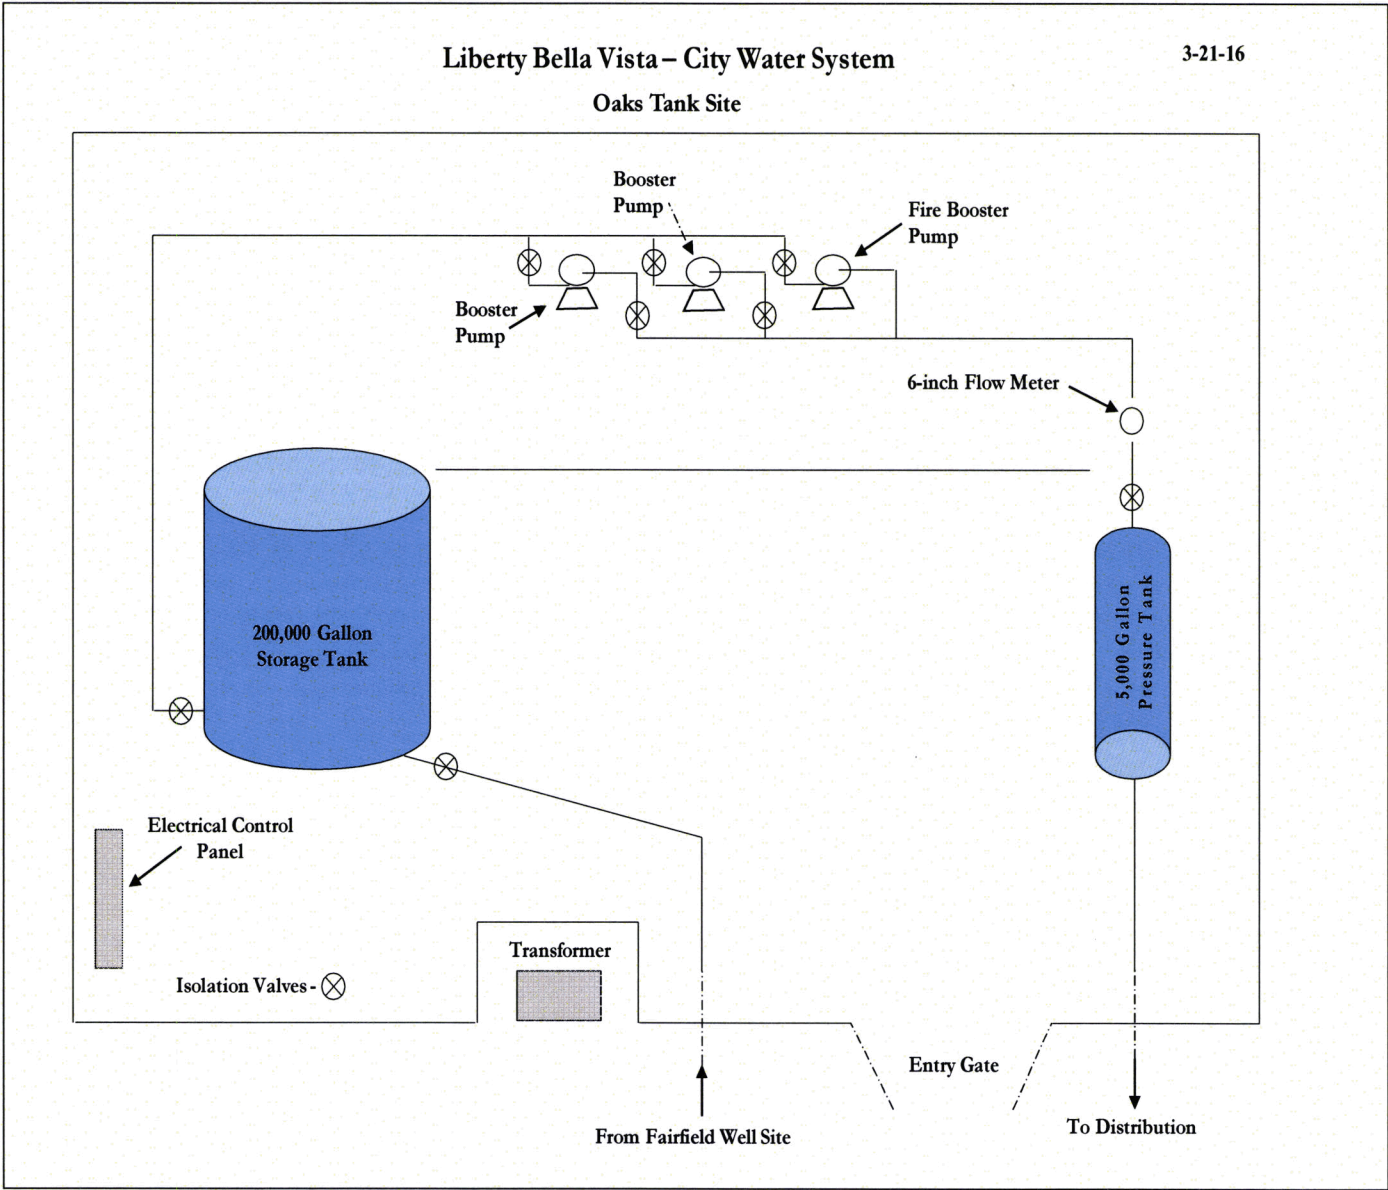 Liberty Bella Vista – City Water System
3-21-16
Oaks Tank Site
Booster
Pump
Fire Booster
Pump
Booster
Pump
6-inch Flow Meter
200,000 Gallon
Storage Tank
5,000 Gallon
Pressure Tank
Electrical Control
Panel
Transformer
Isolation Valves -
Entry Gate
From Fairfield Well Site
To Distribution